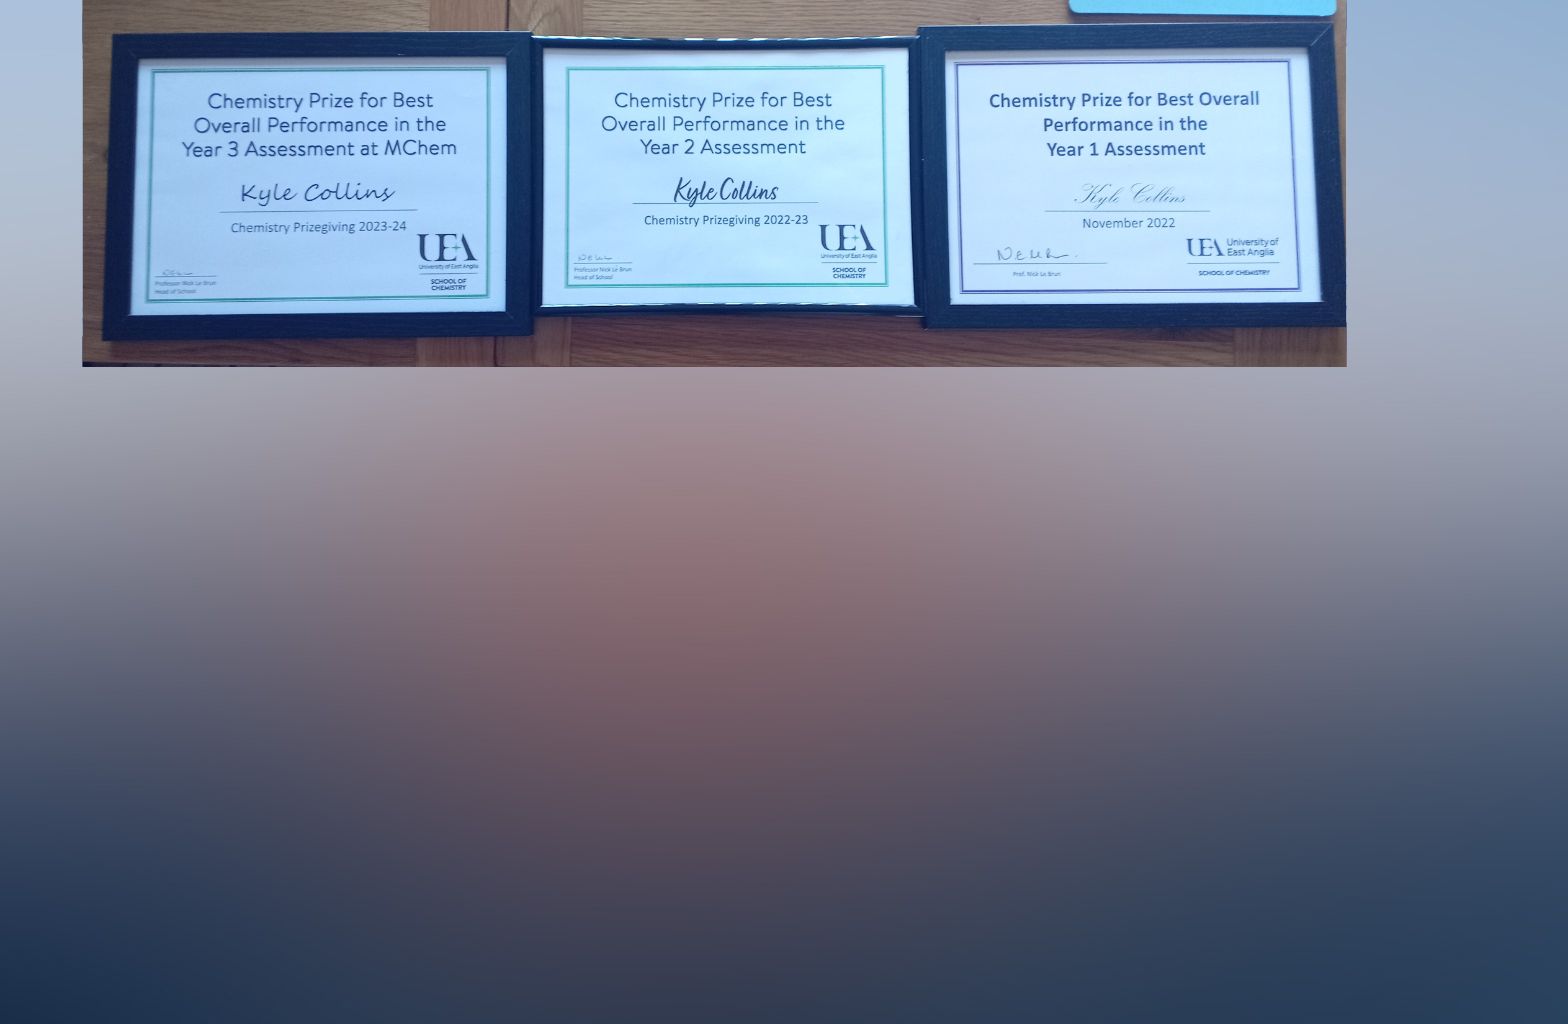 Chemistry Prize for Best
Overall Performance in the
Year 3 Assessment at MChem
Kyle Collins
Chemistry Prizegiving 2023-24
Professor Nick Le Brun
Head of School
UEA
University of East Anglia
SCHOOL OF
CHEMISTRY
Chemistry Prize for Best
Overall Performance in the
Year 2 Assessment
Kyle Collins
Chemistry Prizegiving 2022-23
Professor Nick Le Brun
Head of School
UEA
University of East Anglia
SCHOOL OF
CHEMISTRY
Chemistry Prize for Best Overall
Performance in the
Year 1 Assessment
Kyle Collins
November 2022
Prof. Nick Le Brun
UEA
University of
East Anglia
SCHOOL OF CHEMISTRY